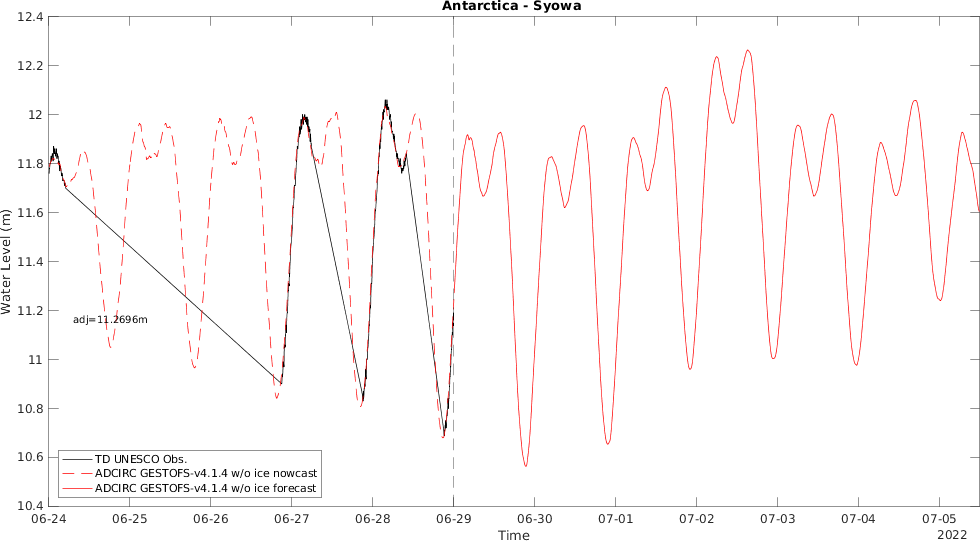 Antarctica - Syowa
Water Level (m)
12.4
12.2
12
11.8
11.6
11.4
11.2
11
10.8
10.6
10.4
adj=11.2696m
TD UNESCO Obs.
ADCIRC GESTOFS-v4.1.4 w/o ice nowcast
ADCIRC GESTOFS-v4.1.4 w/o ice forecast
06-24 06-25 06-26 06-27 06-28 06-29 06-30 07-01 07-02 07-03 07-04 07-05
Time
2022